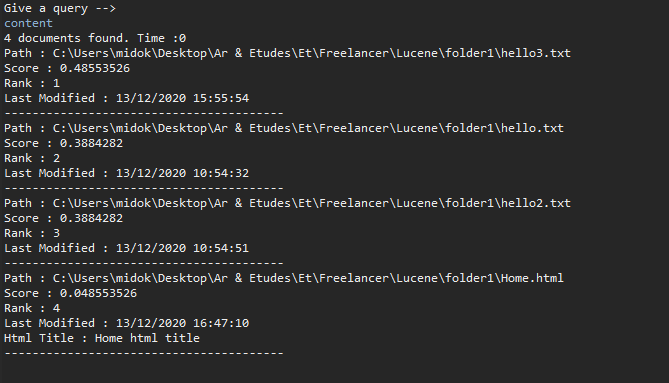 Give a query -->
content
4 documents found. Time :0
Path : C:\Users\midok\Desktop\Ar & Etudes\Et\Freelancer\Lucene\folder1\hello3.txt
Score : 0.48553526
Rank : 1
Last Modified : 13/12/2020 15:55:54
----------------------------------------
Path : C:\Users\midok\Desktop\Ar & Etudes\Et\Freelancer\Lucene\folder1\hello.txt
Score : 0.3884282
Rank : 2
Last Modified : 13/12/2020 10:54:32
----------------------------------------
Path : C:\Users\midok\Desktop\Ar & Etudes\Et\Freelancer\Lucene\folder1\hello2.txt
Score : 0.3884282
Rank : 3
Last Modified : 13/12/2020 10:54:51
----------------------------------------
Path : C:\Users\midok\Desktop\Ar & Etudes\Et\Freelancer\Lucene\folder1\Home.html
Score : 0.048553526
Rank : 4
Last Modified : 13/12/2020 16:47:10
Html Title : Home html title
----------------------------------------